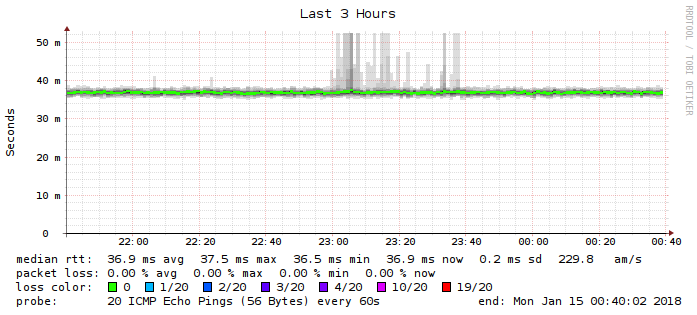 Last 3 Hours
RRDTOOL / TOBI OETIKER
Seconds
50 m
40 m
30 m
20 m
10 m
0
22:00 22:20 22:40 23:00 23:20 23:40 00:00 00:20 00:40
median rtt: 36.9 ms avg 37.5 ms max 36.5 ms min 36.9 ms now 0.2 ms sd 229.8 am/s
packet loss: 0.00 % avg 0.00 % max 0.00 % min 0.00 % now
loss color: 0 1/20 2/20 3/20 4/20 10/20 19/20
probe: 20 ICMP Echo Pings (56 Bytes) every 60s end: Mon Jan 15 00:40:02 2018